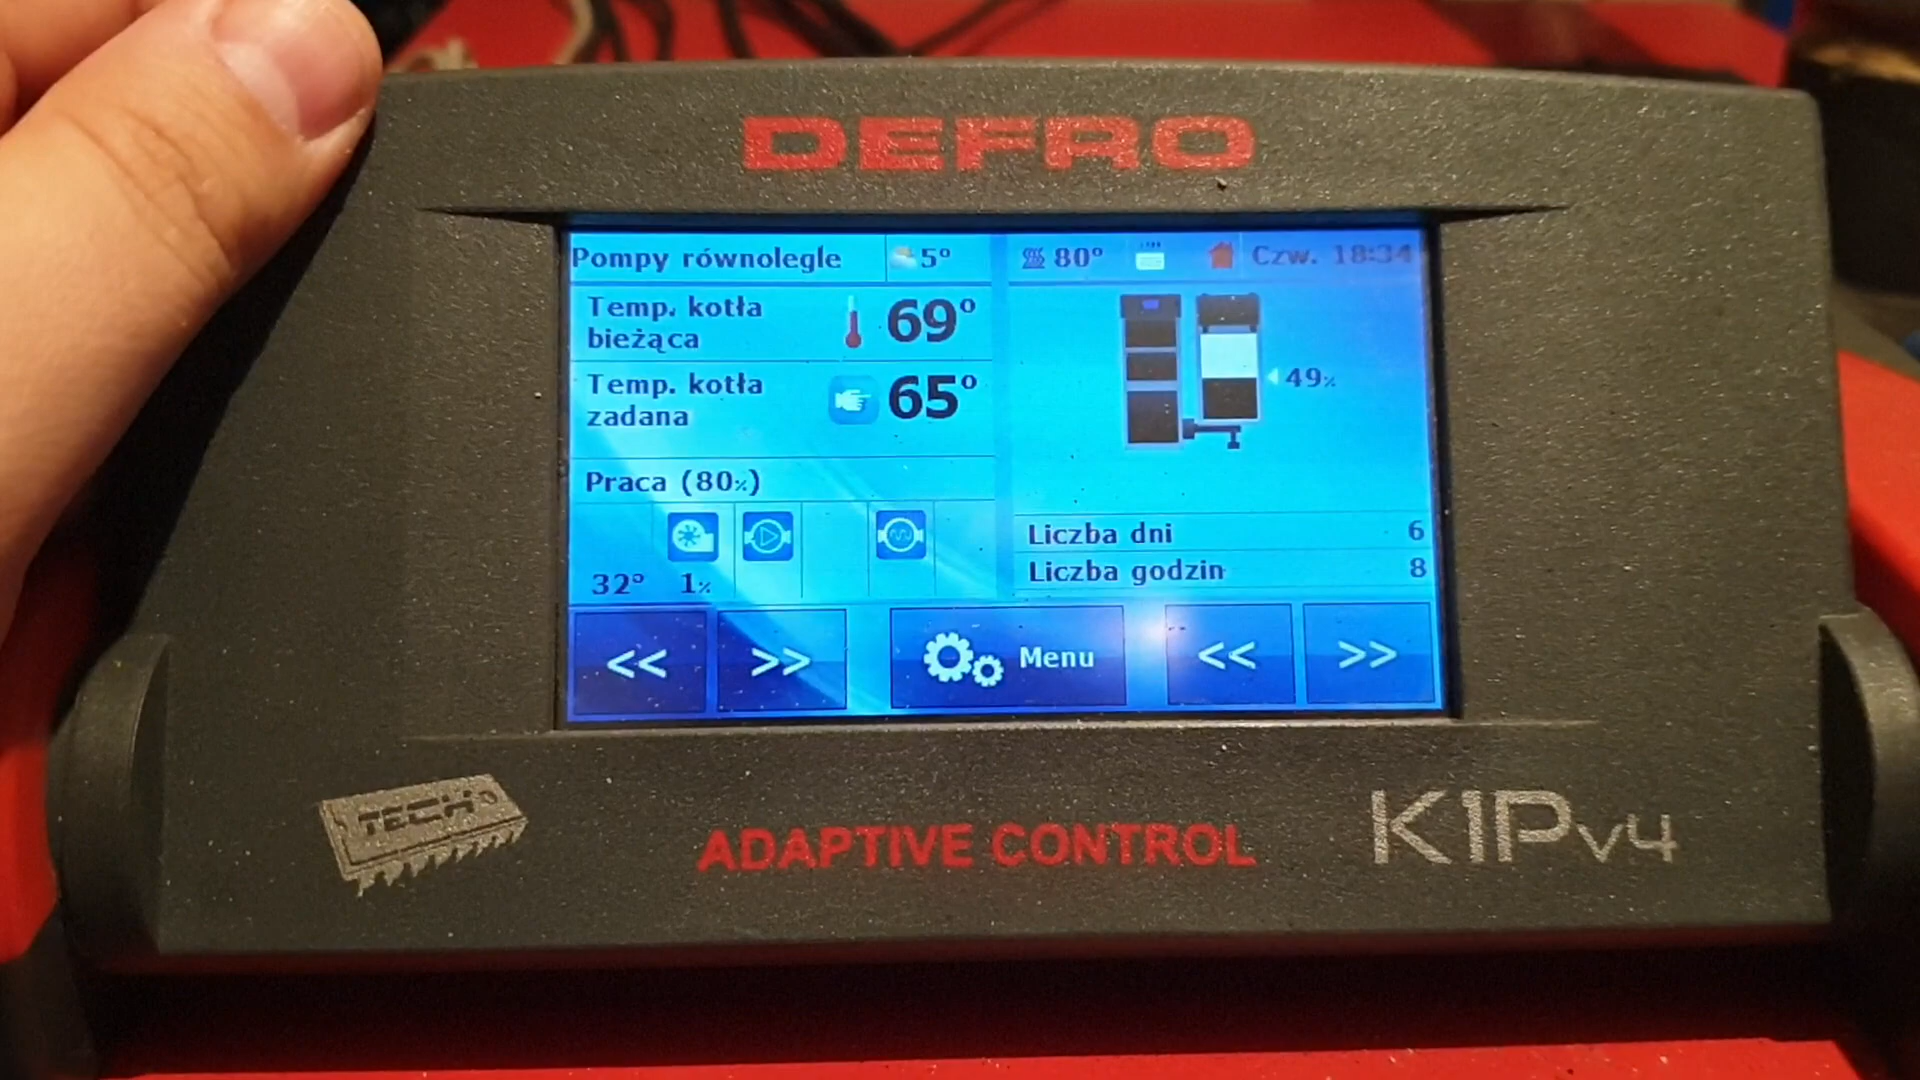 DEFRO
Pompy równolegle 5° 80° Czw. 18:34
Temp. kotła
bieżąca
69°
Temp. kotła
zadana
65°
49%
Praca (80%)
32° 1%
Liczba dni 6
Liczba godzin 8
<< >> Menu << >>
TECH
ADAPTIVE CONTROL
K1Pv4